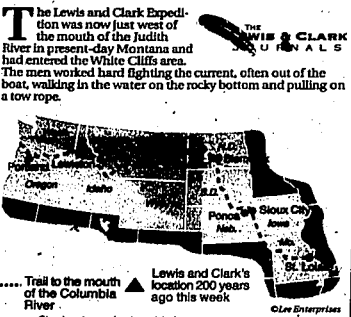 The Lewis and Clark Expedi-
tion was now just west of
the mouth of the Judith
River in present-day Montana and
had entered the White Cliffs area.
The men worked hard fighting the current, often out of the
boat, walking in the water on the rocky bottom and pulling on
a tow rope.
THE
& CLARK
JOURNALS
N.D.
Portland
Oregon
Idaho
S.D.
Ponca
Sioux City
Neb.
Iowa
Mo.
St. Louis
..... Trail to the mouth
of the Columbia
River
▲ Lewis and Clark's
location 200 years
ago this week
©Lee Enterprises